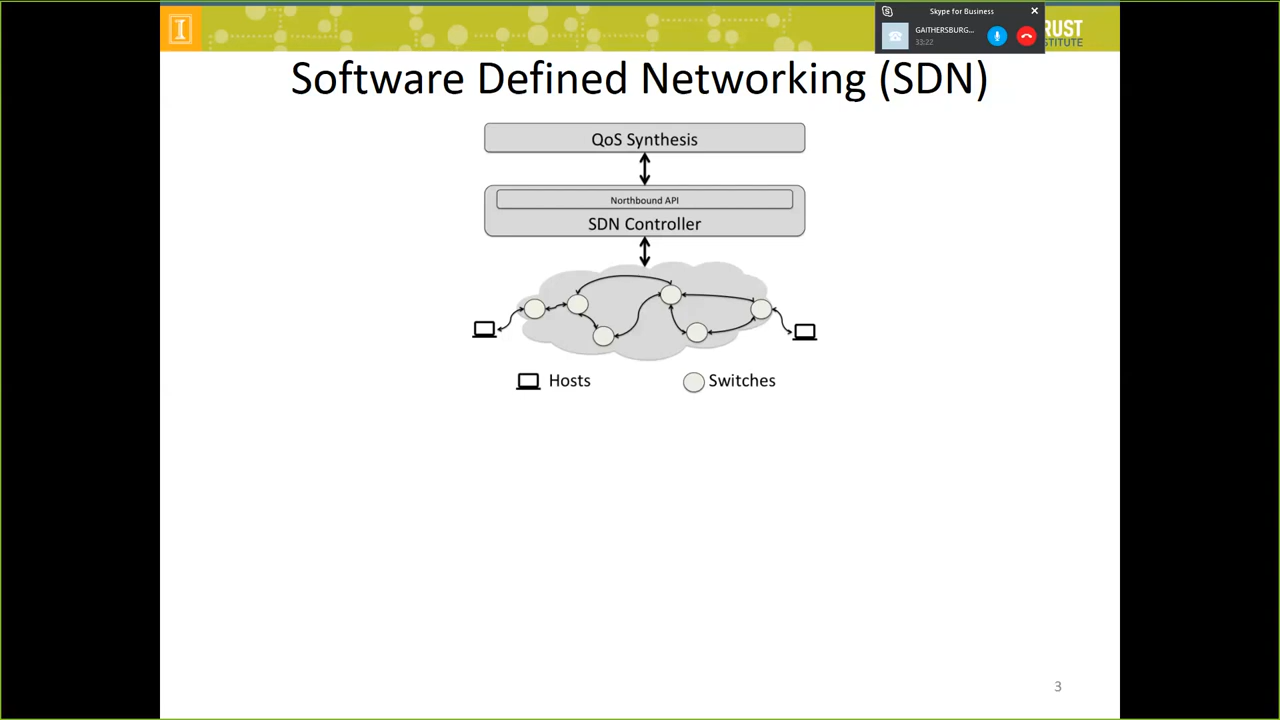 I
Skype for Business
GAITHERSBURG...
33:22
RUST
STITUTE
Software Defined Networking (SDN)
QoS Synthesis
Northbound API
SDN Controller
Hosts
Switches
3